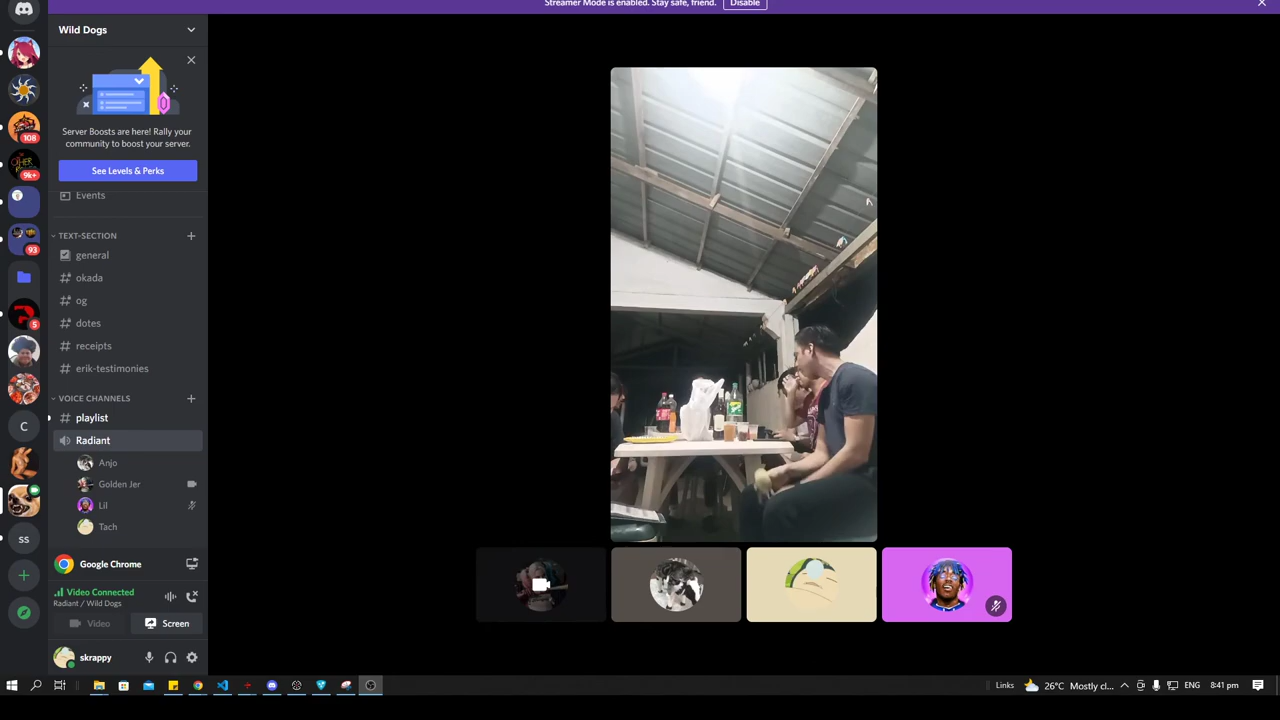 Streamer Mode is enabled. Stay safe, friend.
Disable
Wild Dogs
Server Boosts are here! Rally your
community to boost your server.
See Levels & Perks
Events
TEXT-SECTION
general
okada
og
dotes
receipts
erik-testimonies
VOICE CHANNELS
playlist
Radiant
Anjo
Golden Jer
Lil
Tach
Google Chrome
Video Connected
Radiant / Wild Dogs
Video
Screen
skrappy
108
9k+
93
5
C
ss
Links
26°C Mostly cl...
ENG
8:41 pm